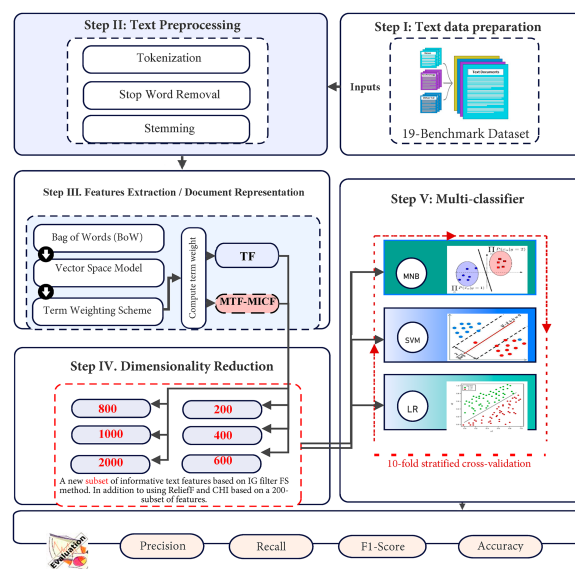 Step I: Text data preparation
Text Documents
19-Benchmark Dataset
Inputs
Step II: Text Preprocessing
Tokenization
Stop Word Removal
Stemming
Step III. Features Extraction / Document Representation
Bag of Words (BoW)
Vector Space Model
Term Weighting Scheme
Compute term weight
TF
MTF-MICF
Step IV. Dimensionality Reduction
800
200
1000
400
2000
600
A new subset of informative text features based on IG filter FS
method. In addition to using ReliefF and CHI based on a 200-
subset of features.
Step V: Multi-classifier
MNB
SVM
LR
10-fold stratified cross-validation
Evaluation
Precision
Recall
F1-Score
Accuracy